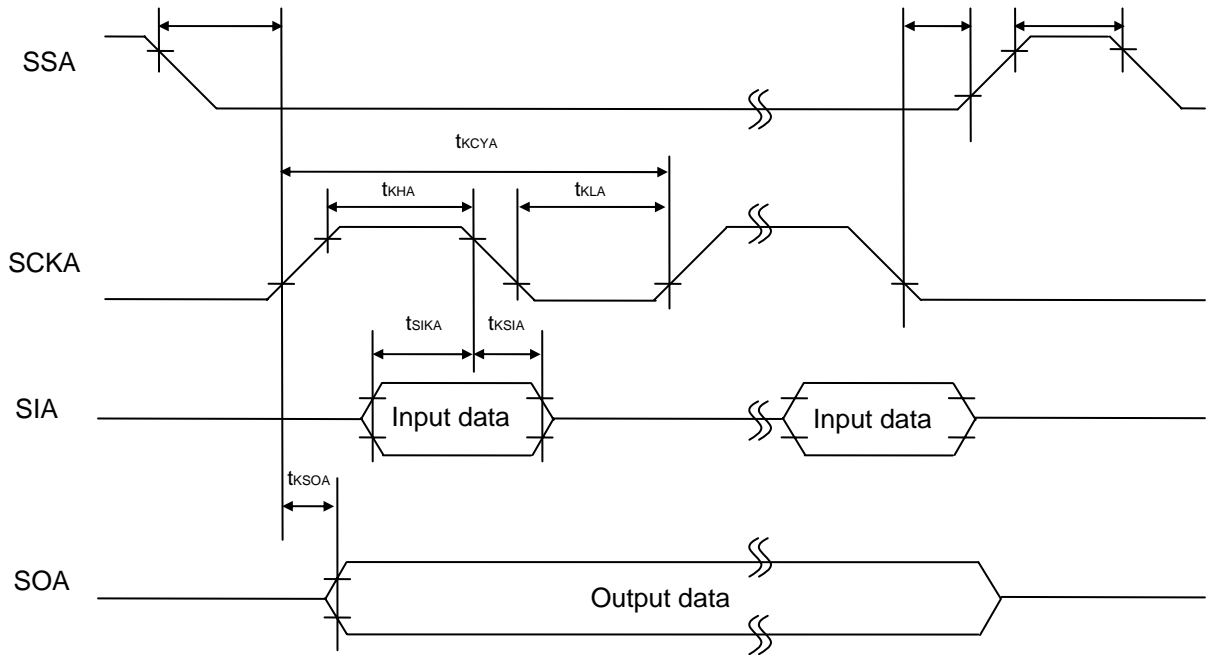 SSA
tKCYA
tKHA
tKLA
SCKA
tSIKA
tKSIA
SIA
Input data
Input data
tKSOA
SOA
Output data